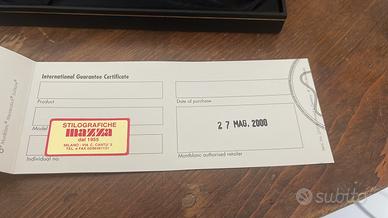 International Guarantee Certificate
Product
Date of purchase
Model
STILOGRAFICHE
mazza
dal 1955
MILANO - VIA C. CANTU' 3
27 MAG. 2000
Individual no.
Montblanc authorised retailer
subito